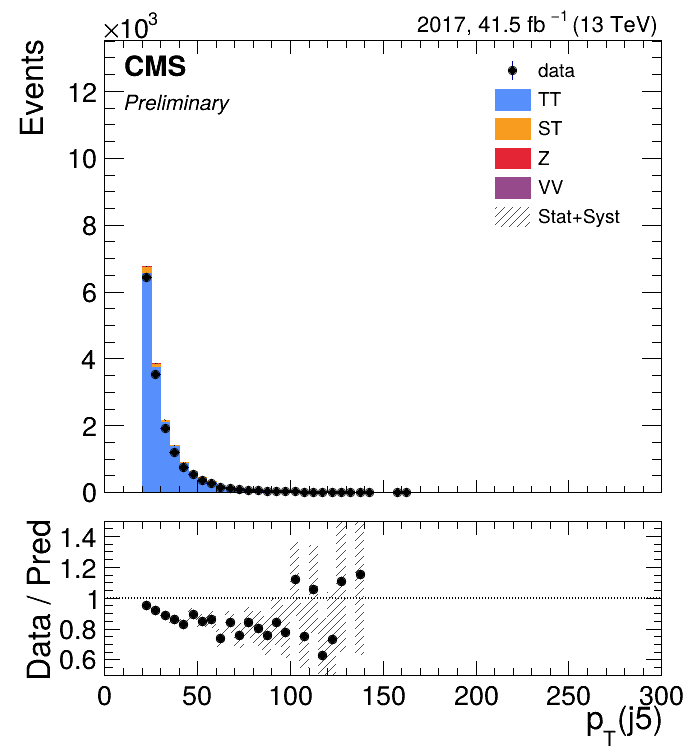 ×10³
2017, 41.5 fb⁻¹ (13 TeV)
Events
CMS
Preliminary
data
TT
ST
Z
VV
Stat+Syst
12
10
8
6
4
2
0
Data / Pred
1.4
1.2
1
0.8
0.6
0 50 100 150 200 250 300
p_T(j5)